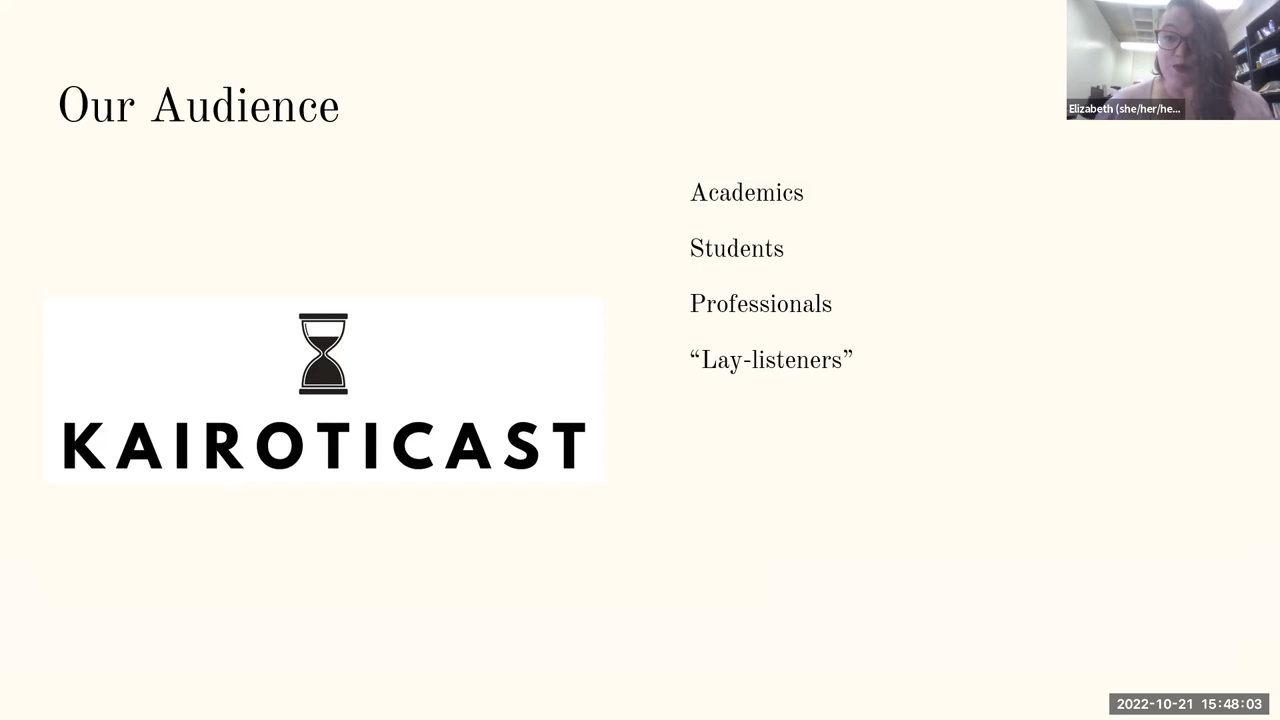 Our Audience
Elizabeth (she/her/he...
Academics
Students
Professionals
“Lay-listeners”
KAIROTICAST
2022-10-21 15:48:03